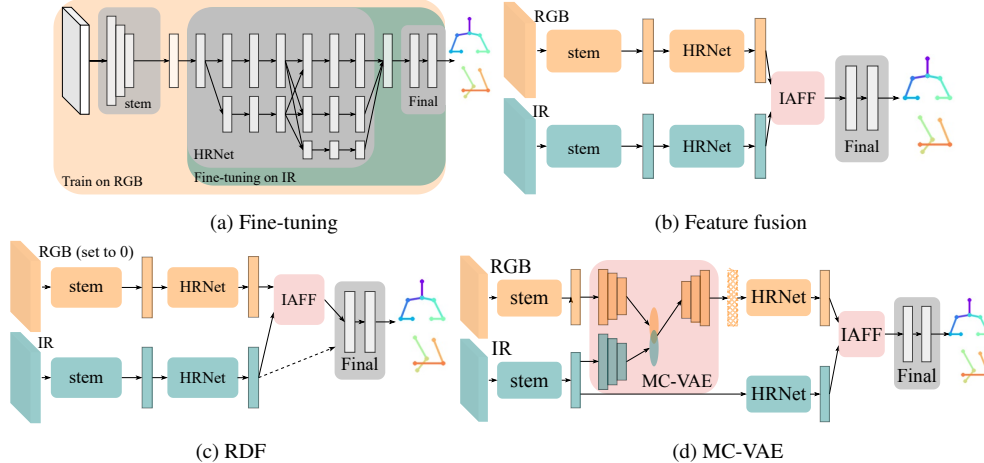 stem
HRNet
Final
Train on RGB
Fine-tuning on IR
(a) Fine-tuning
RGB
stem
HRNet
IAFF
IR
stem
HRNet
Final
(b) Feature fusion
RGB (set to 0)
stem
HRNet
IAFF
IR
stem
HRNet
Final
(c) RDF
RGB
stem
HRNet
IR
stem
MC-VAE
HRNet
IAFF
Final
(d) MC-VAE